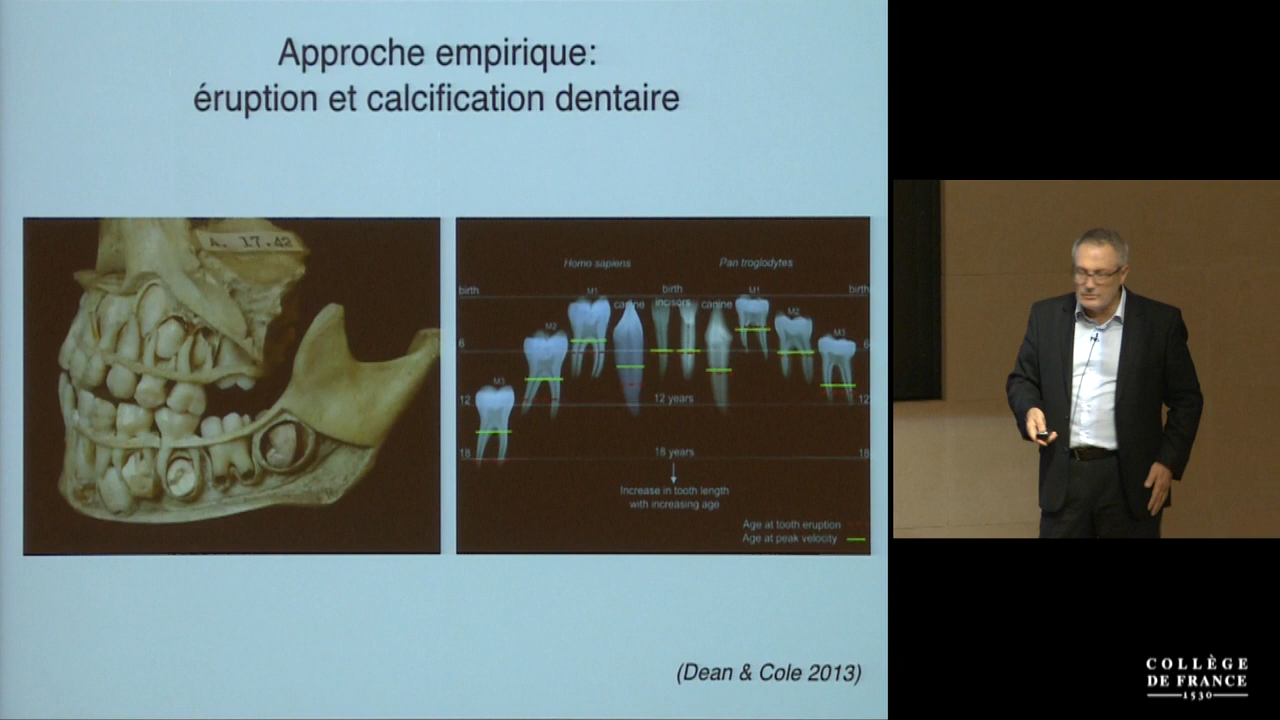 Approche empirique:
éruption et calcification dentaire
A. 17.42
Homo sapiens
Pan troglodytes
birth
birth
birth
M1
canine
incisors
canine
M1
M2
M2
M3
M3
6
6
12
12 years
12
18
18 years
18
Increase in tooth length
with increasing age
Age at tooth eruption
Age at peak velocity
(Dean & Cole 2013)
COLLÈGE
DE FRANCE
1530